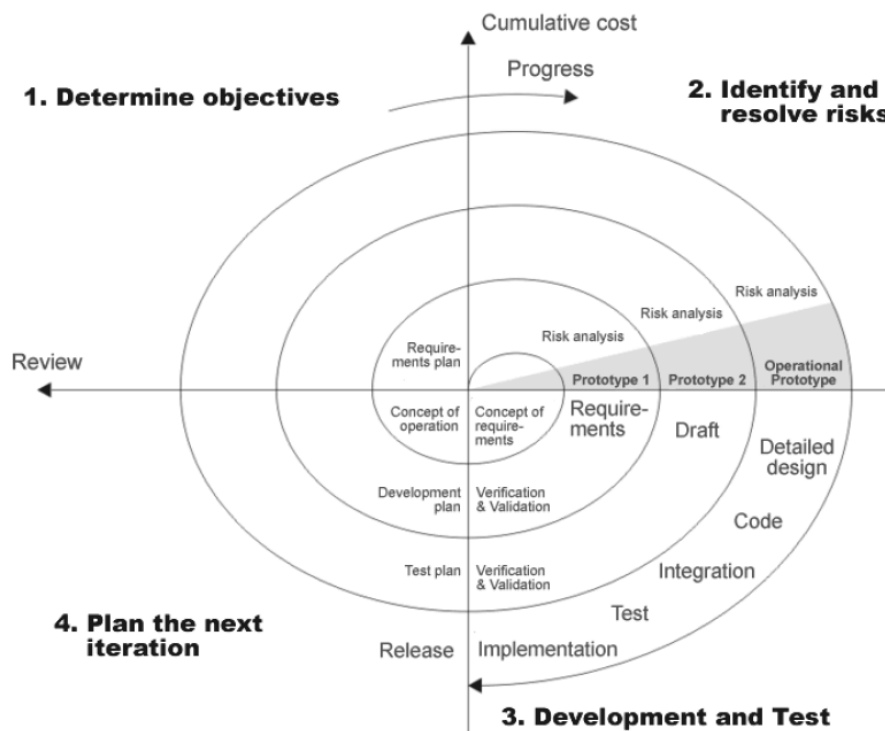 Cumulative cost
Progress
1. Determine objectives
2. Identify and
resolve risks
Risk analysis
Risk analysis
Risk analysis
Require-
ments plan
Review
Prototype 1
Prototype 2
Operational
Prototype
Concept of
operation
Concept of
require-
ments
Require-
ments
Draft
Detailed
design
Development
plan
Verification
& Validation
Code
Test plan
Verification
& Validation
Integration
Test
4. Plan the next
iteration
Release
Implementation
3. Development and Test